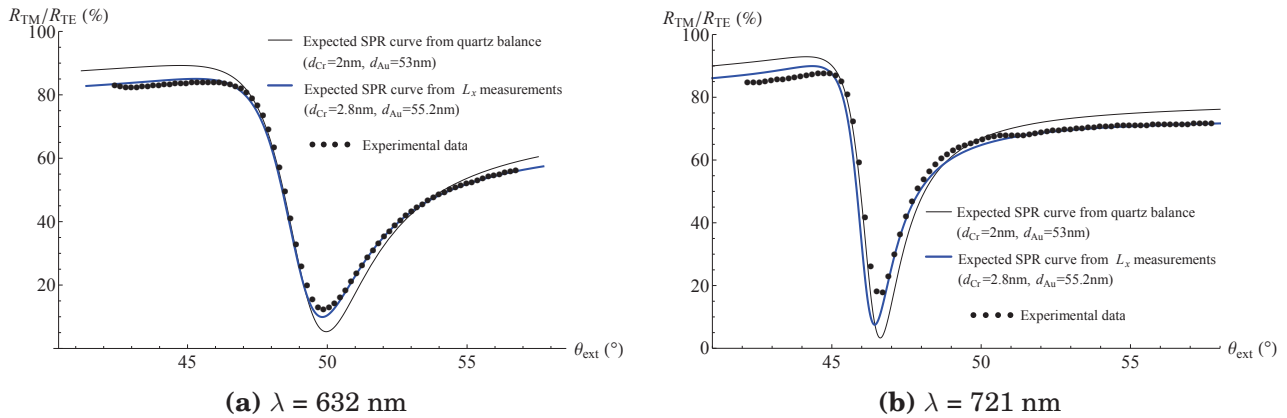 R_TM/R_TE (%)
100
80
60
40
20
45
50
55
θ_ext (°)
Expected SPR curve from quartz balance
(d_Cr=2nm, d_Au=53nm)
Expected SPR curve from L_x measurements
(d_Cr=2.8nm, d_Au=55.2nm)
Experimental data
(a) λ = 632 nm
R_TM/R_TE (%)
100
80
60
40
20
0
45
50
55
θ_ext (°)
Expected SPR curve from quartz balance
(d_Cr=2nm, d_Au=53nm)
Expected SPR curve from L_x measurements
(d_Cr=2.8nm, d_Au=55.2nm)
Experimental data
(b) λ = 721 nm